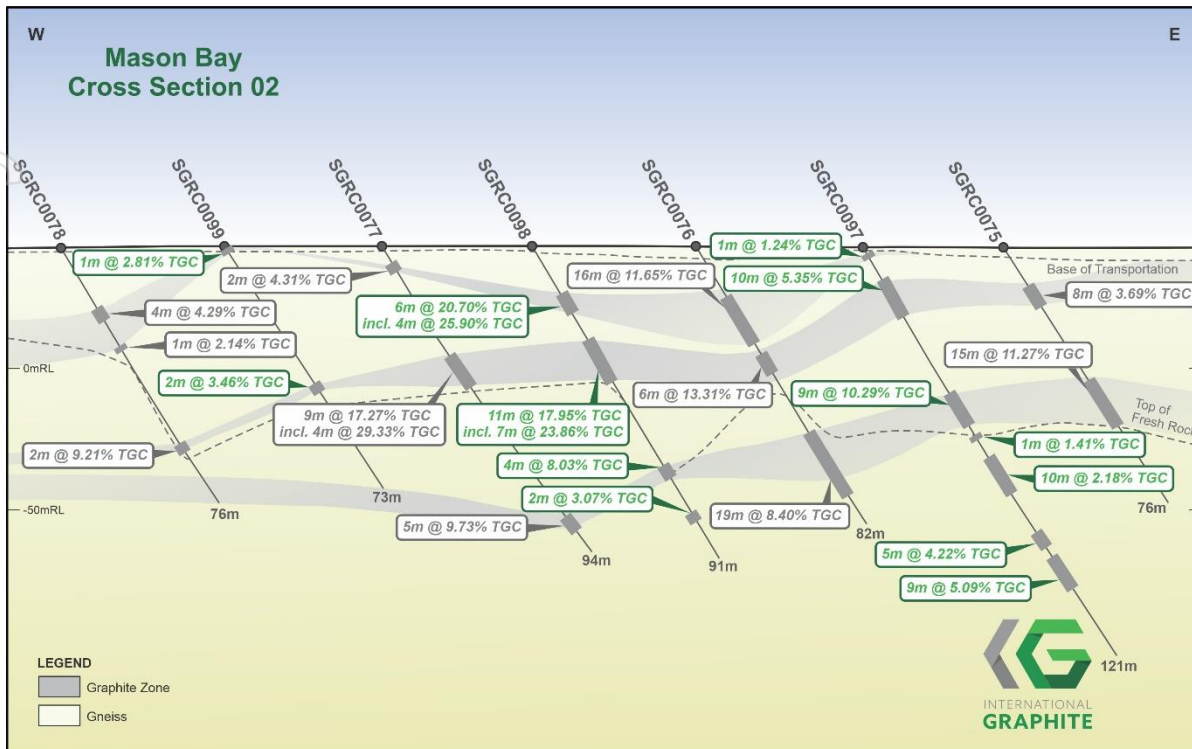 W
E
Mason Bay
Cross Section 02
SGRC0078
SGRC0099
SGRC0077
SGRC0098
SGRC0076
SGRC0097
SGRC0075
1m @ 2.81% TGC
2m @ 4.31% TGC
4m @ 4.29% TGC
1m @ 2.14% TGC
6m @ 20.70% TGC
incl. 4m @ 25.90% TGC
16m @ 11.65% TGC
1m @ 1.24% TGC
10m @ 5.35% TGC
Base of Transportation
8m @ 3.69% TGC
0mRL
2m @ 3.46% TGC
9m @ 17.27% TGC
incl. 4m @ 29.33% TGC
11m @ 17.95% TGC
incl. 7m @ 23.86% TGC
6m @ 13.31% TGC
15m @ 11.27% TGC
9m @ 10.29% TGC
Top of
Fresh Rock
1m @ 1.41% TGC
2m @ 9.21% TGC
4m @ 8.03% TGC
10m @ 2.18% TGC
2m @ 3.07% TGC
-50mRL
76m
73m
5m @ 9.73% TGC
94m
91m
19m @ 8.40% TGC
82m
76m
5m @ 4.22% TGC
9m @ 5.09% TGC
121m
LEGEND
Graphite Zone
Gneiss
INTERNATIONAL
GRAPHITE